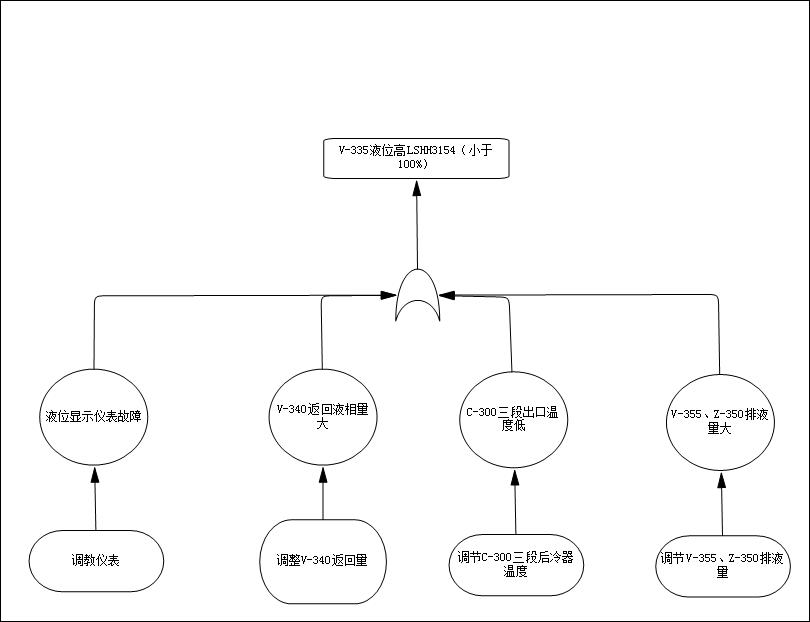 V-335液位高LSHH3154（小于
100%）
液位显示仪表故障
V-340返回液相量
大
C-300三段出口温
度低
V-355、Z-350排液
量大
调教仪表
调整V-340返回量
调节C-300三段后冷器
温度
调节V-355、Z-350排液
量